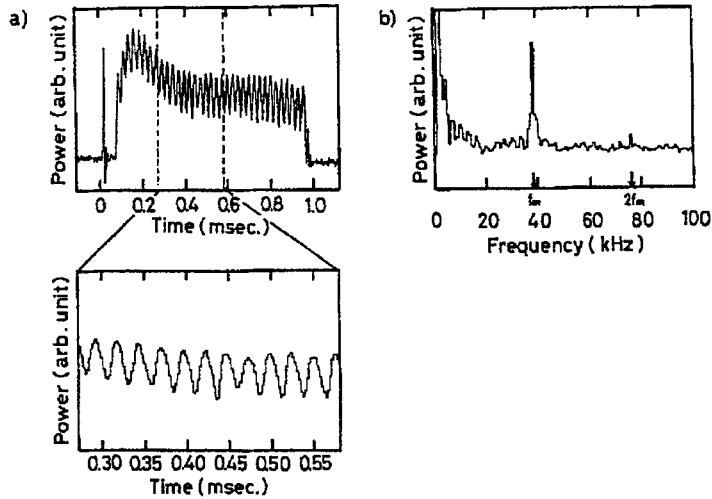 a)
Power (arb. unit)
0 0.2 0.4 0.6 0.8 1.0
Time (msec.)
Power (arb. unit)
0.30 0.35 0.40 0.45 0.50 0.55
Time (msec.)
b)
Power (arb. unit)
fm 2fm
0 20 40 60 80 100
Frequency (kHz)